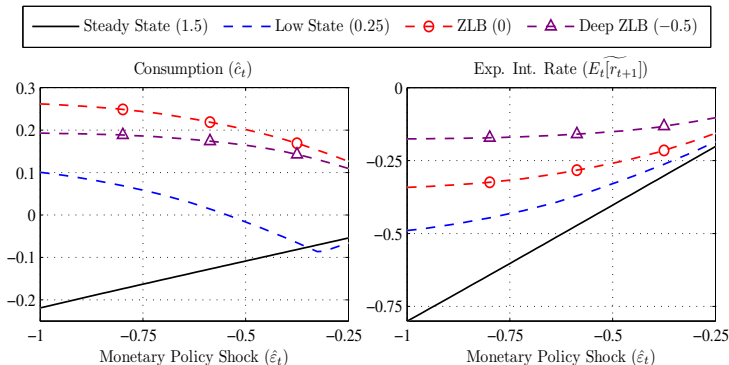 Steady State (1.5) Low State (0.25) ZLB (0) Deep ZLB (−0.5)
Consumption (ĉ_t)
0.3
0.2
0.1
0
−0.1
−0.2
−1 −0.75 −0.5 −0.25
Monetary Policy Shock (ε̂_t)
Exp. Int. Rate (E_t[r̃_{t+1}])
0
−0.25
−0.5
−0.75
−1 −0.75 −0.5 −0.25
Monetary Policy Shock (ε̂_t)